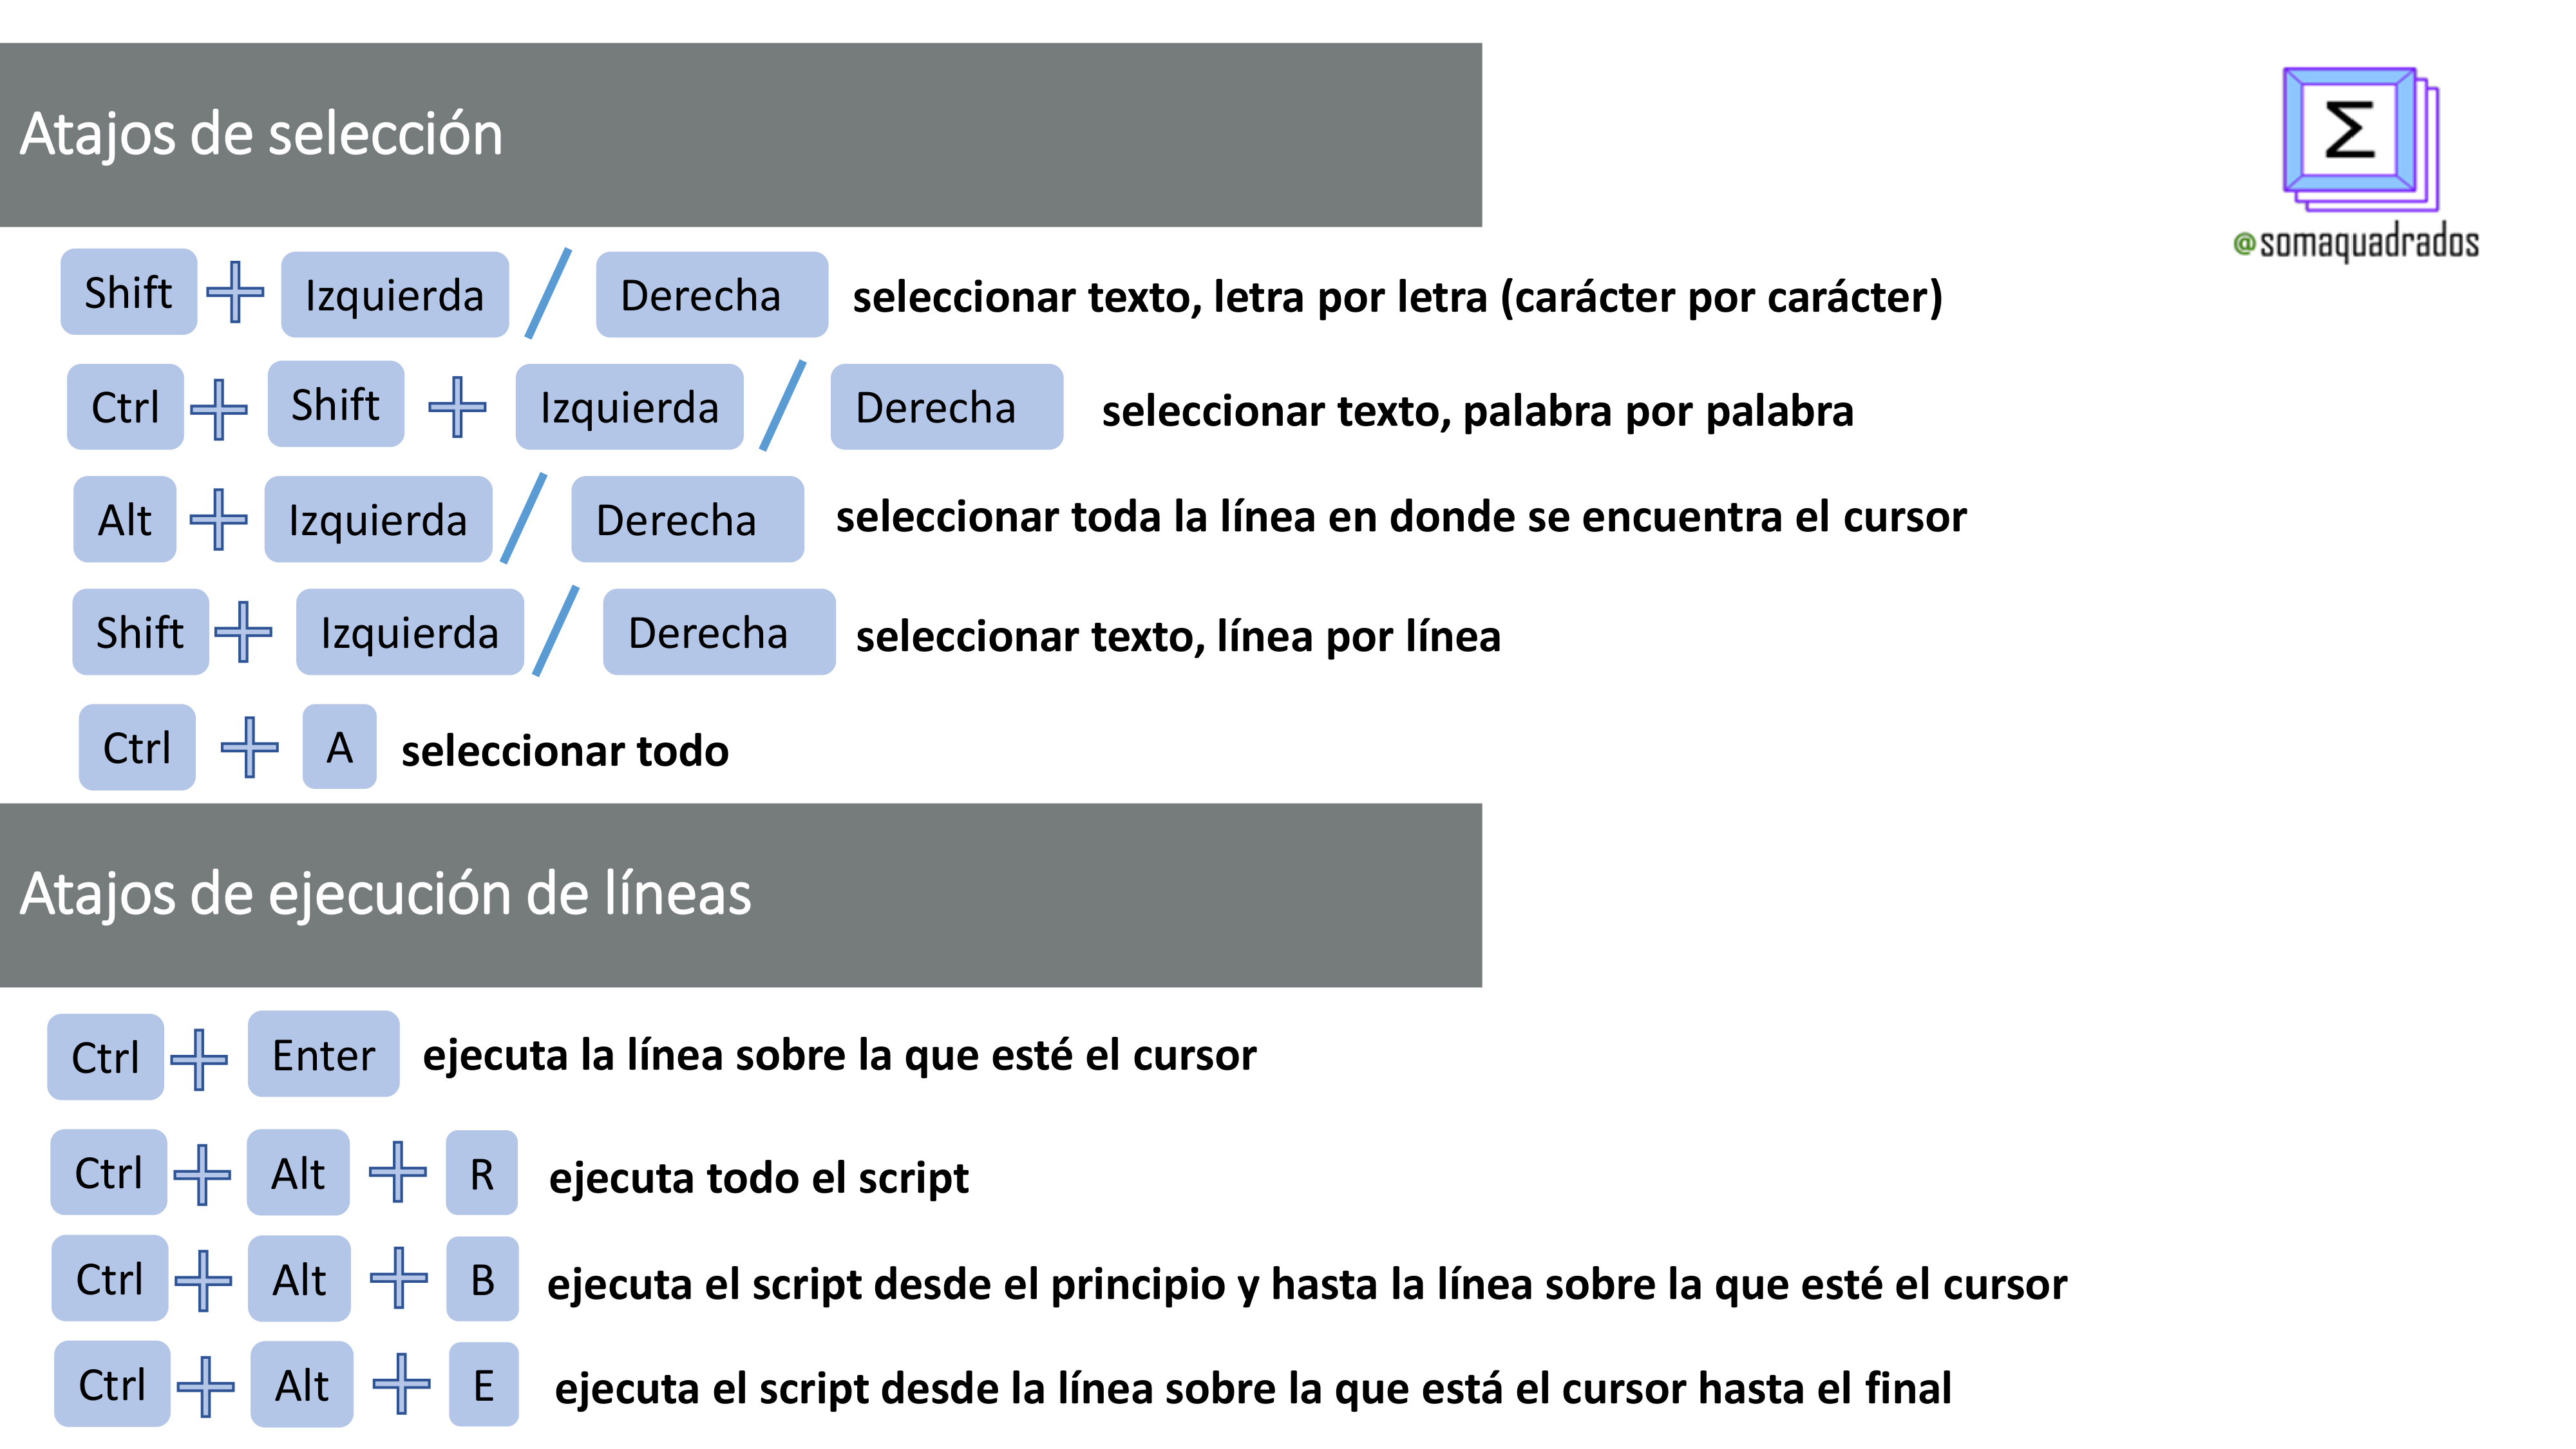 Atajos de selección
Σ
@somaquadrados
Shift + Izquierda / Derecha seleccionar texto, letra por letra (carácter por carácter)
Ctrl + Shift + Izquierda / Derecha seleccionar texto, palabra por palabra
Alt + Izquierda / Derecha seleccionar toda la línea en donde se encuentra el cursor
Shift + Izquierda / Derecha seleccionar texto, línea por línea
Ctrl + A seleccionar todo
Atajos de ejecución de líneas
Ctrl + Enter ejecuta la línea sobre la que esté el cursor
Ctrl + Alt + R ejecuta todo el script
Ctrl + Alt + B ejecuta el script desde el principio y hasta la línea sobre la que esté el cursor
Ctrl + Alt + E ejecuta el script desde la línea sobre la que está el cursor hasta el final